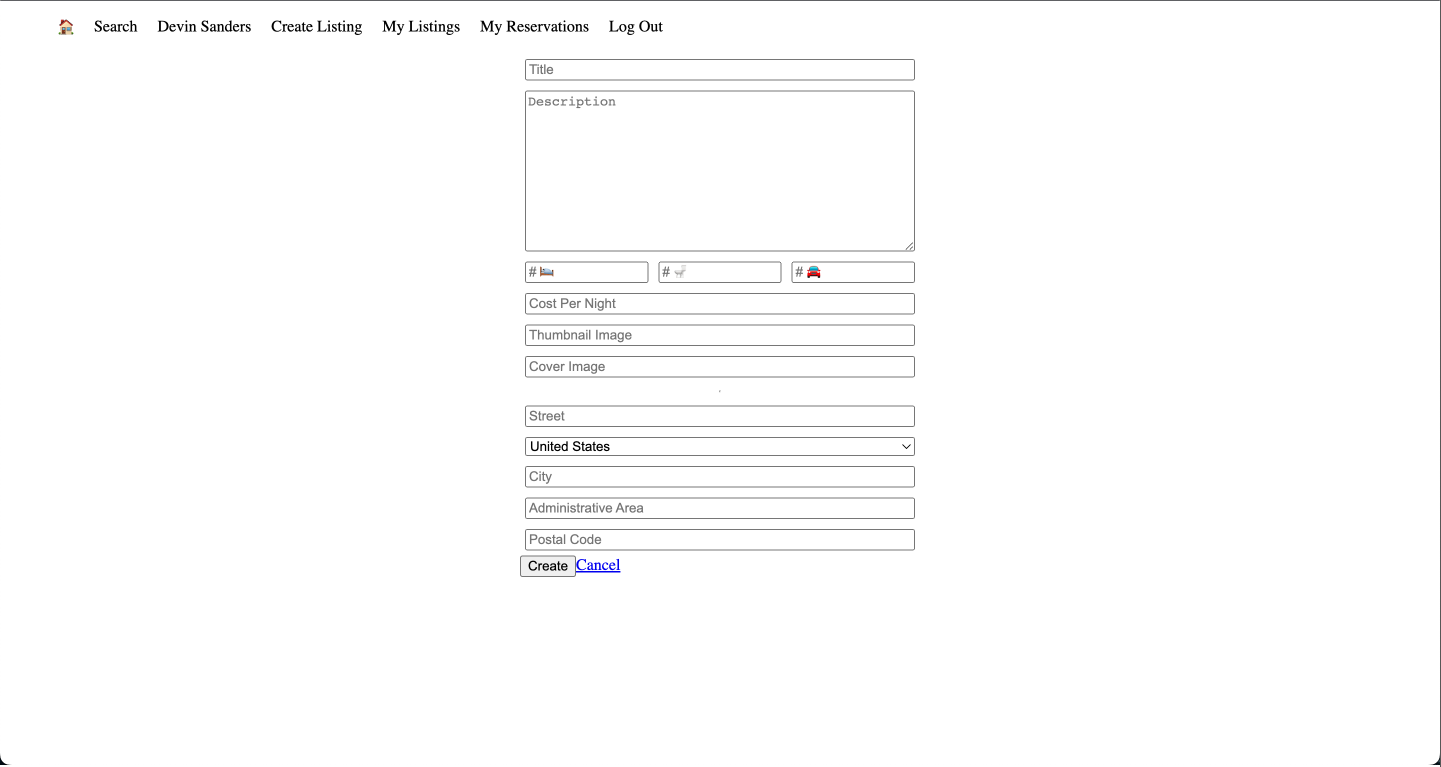 🏠 Search Devin Sanders Create Listing My Listings My Reservations Log Out
Title
Description
# 🛌 # 🚽 # 🚘
Cost Per Night
Thumbnail Image
Cover Image
Street
United States
City
Administrative Area
Postal Code
Create Cancel